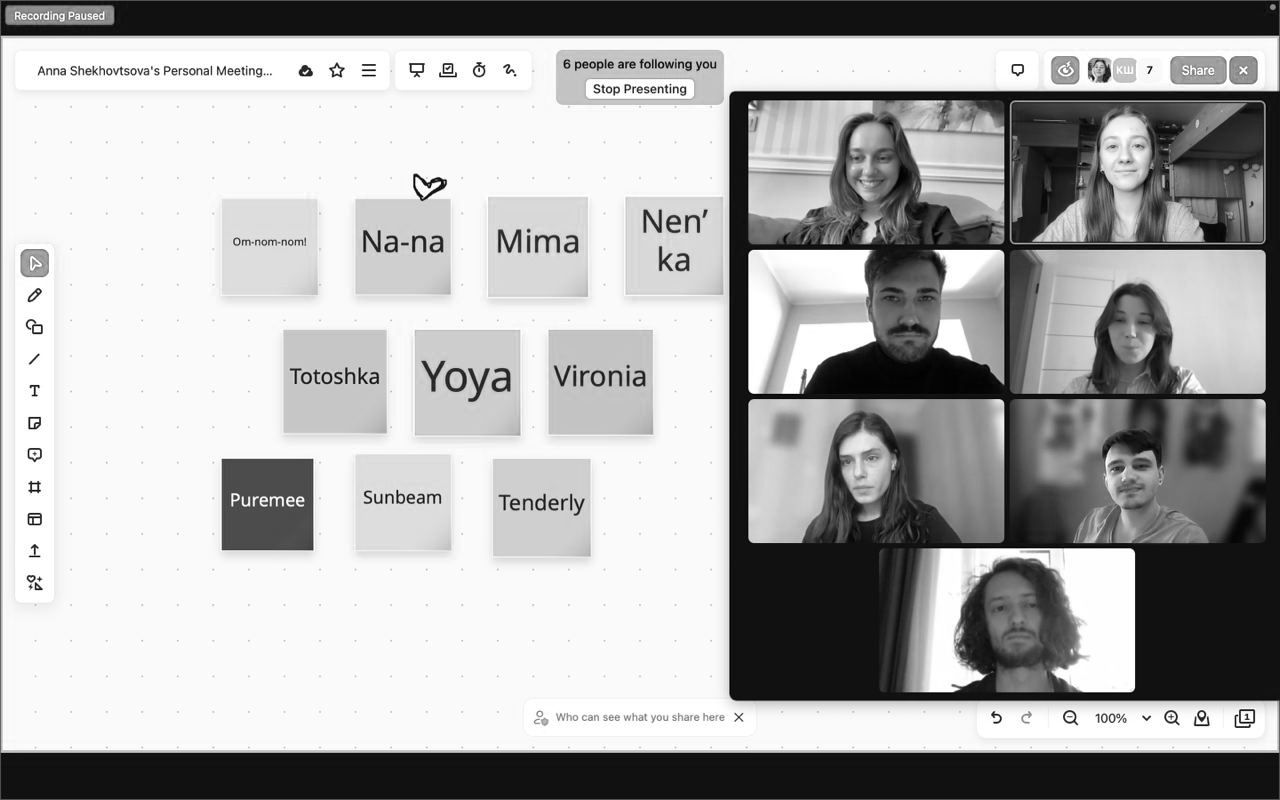 Recording Paused
Anna Shekhovtsova's Personal Meeting...
6 people are following you
Stop Presenting
КШ
7
Share
Om-nom-nom!
Na-na
Mima
Nen’
ka
Totoshka
Yoya
Vironia
Puremee
Sunbeam
Tenderly
Who can see what you share here
100%
1